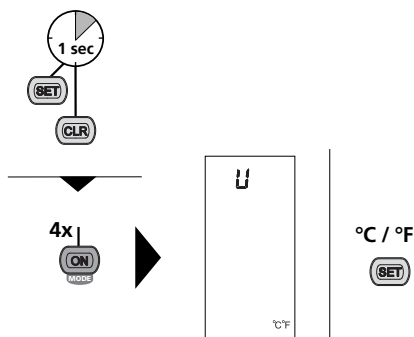 1 sec
SET
CLR
4x
ON
MODE
U
°C°F
°C / °F
SET